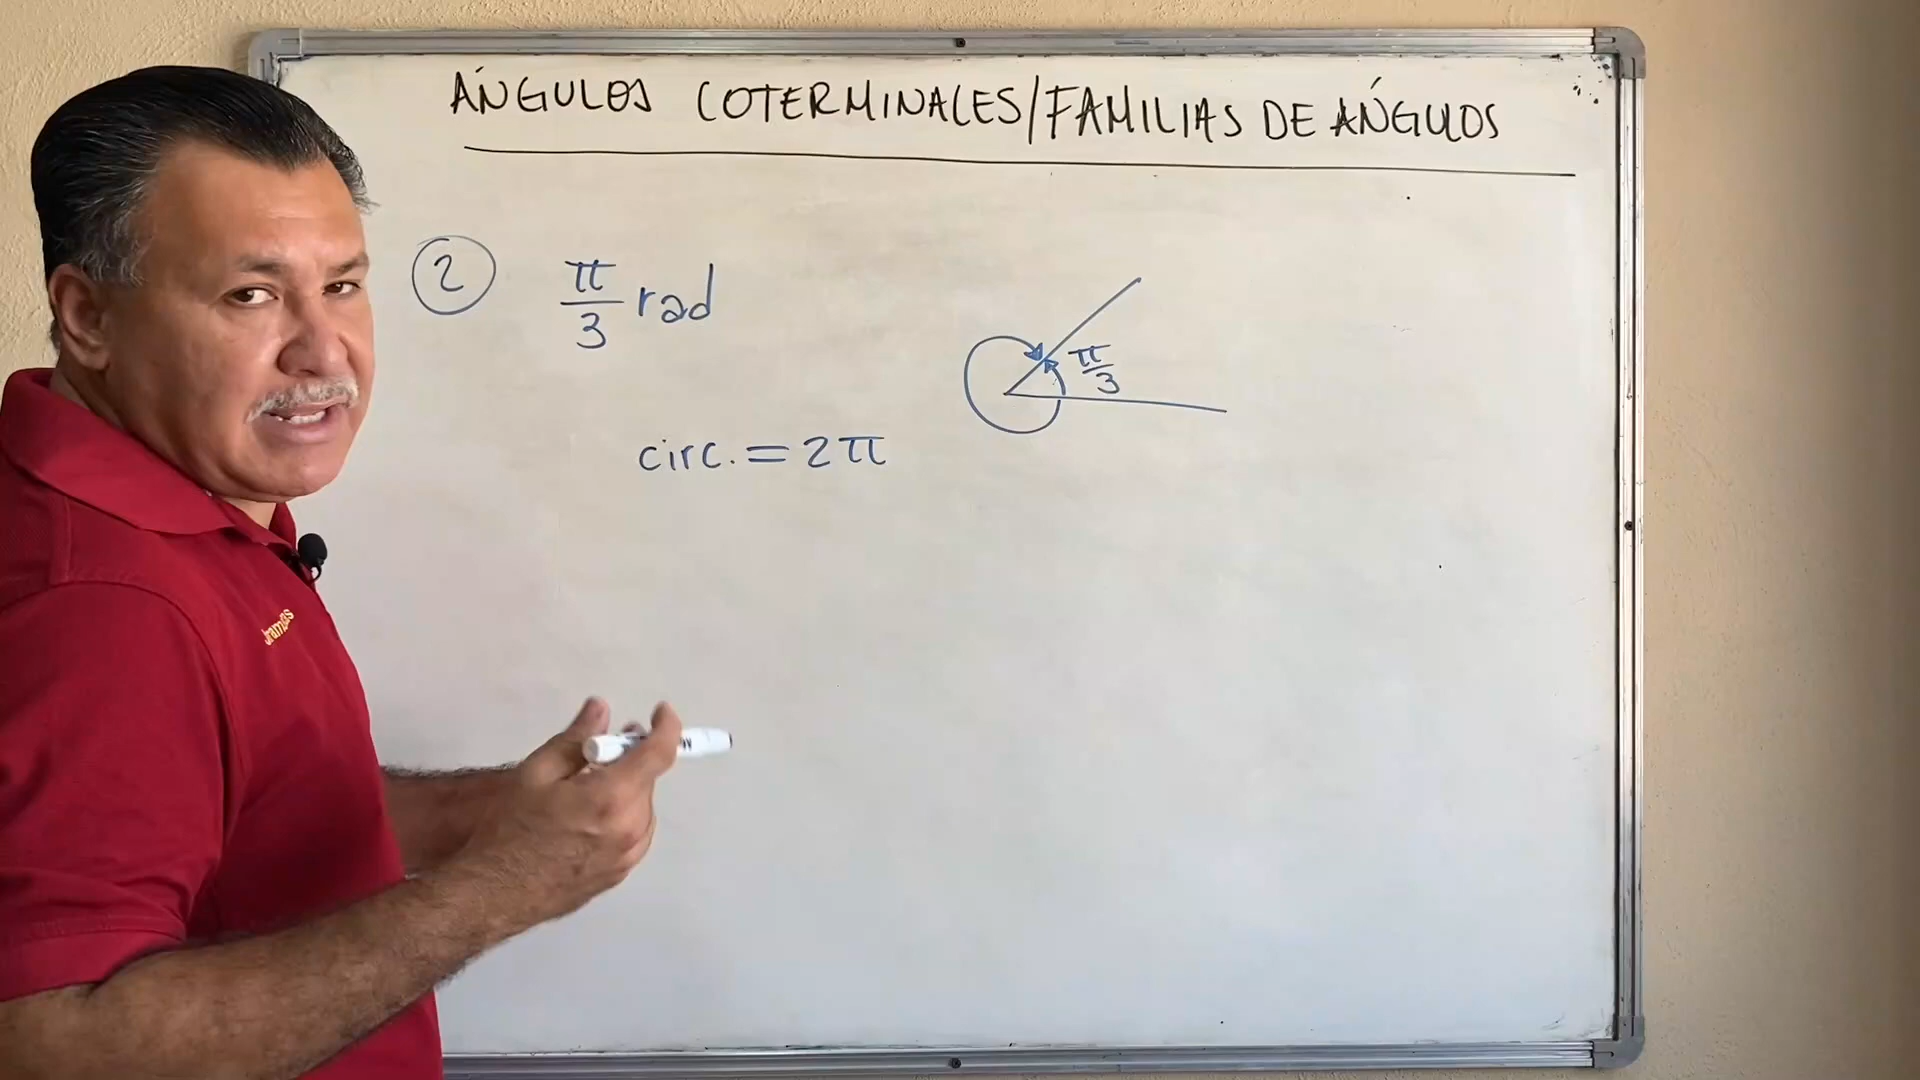 ÁNGULOS COTERMINALES/FAMILIAS DE ÁNGULOS
2 π/3 rad
π/3
circ. = 2π